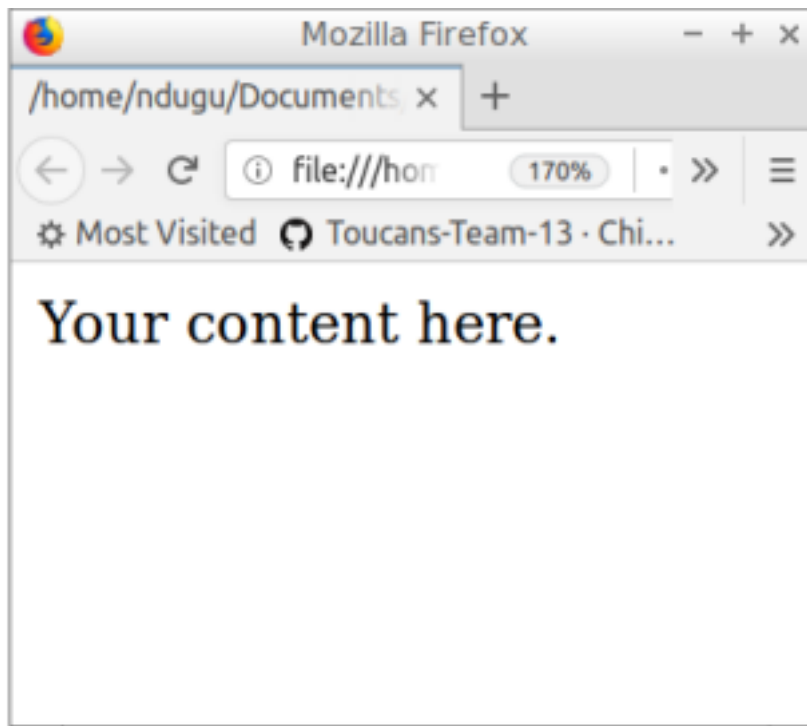 Mozilla Firefox
/home/ndugu/Documents
file:///hom 170%
Most Visited Toucans-Team-13 · Chi...
Your content here.